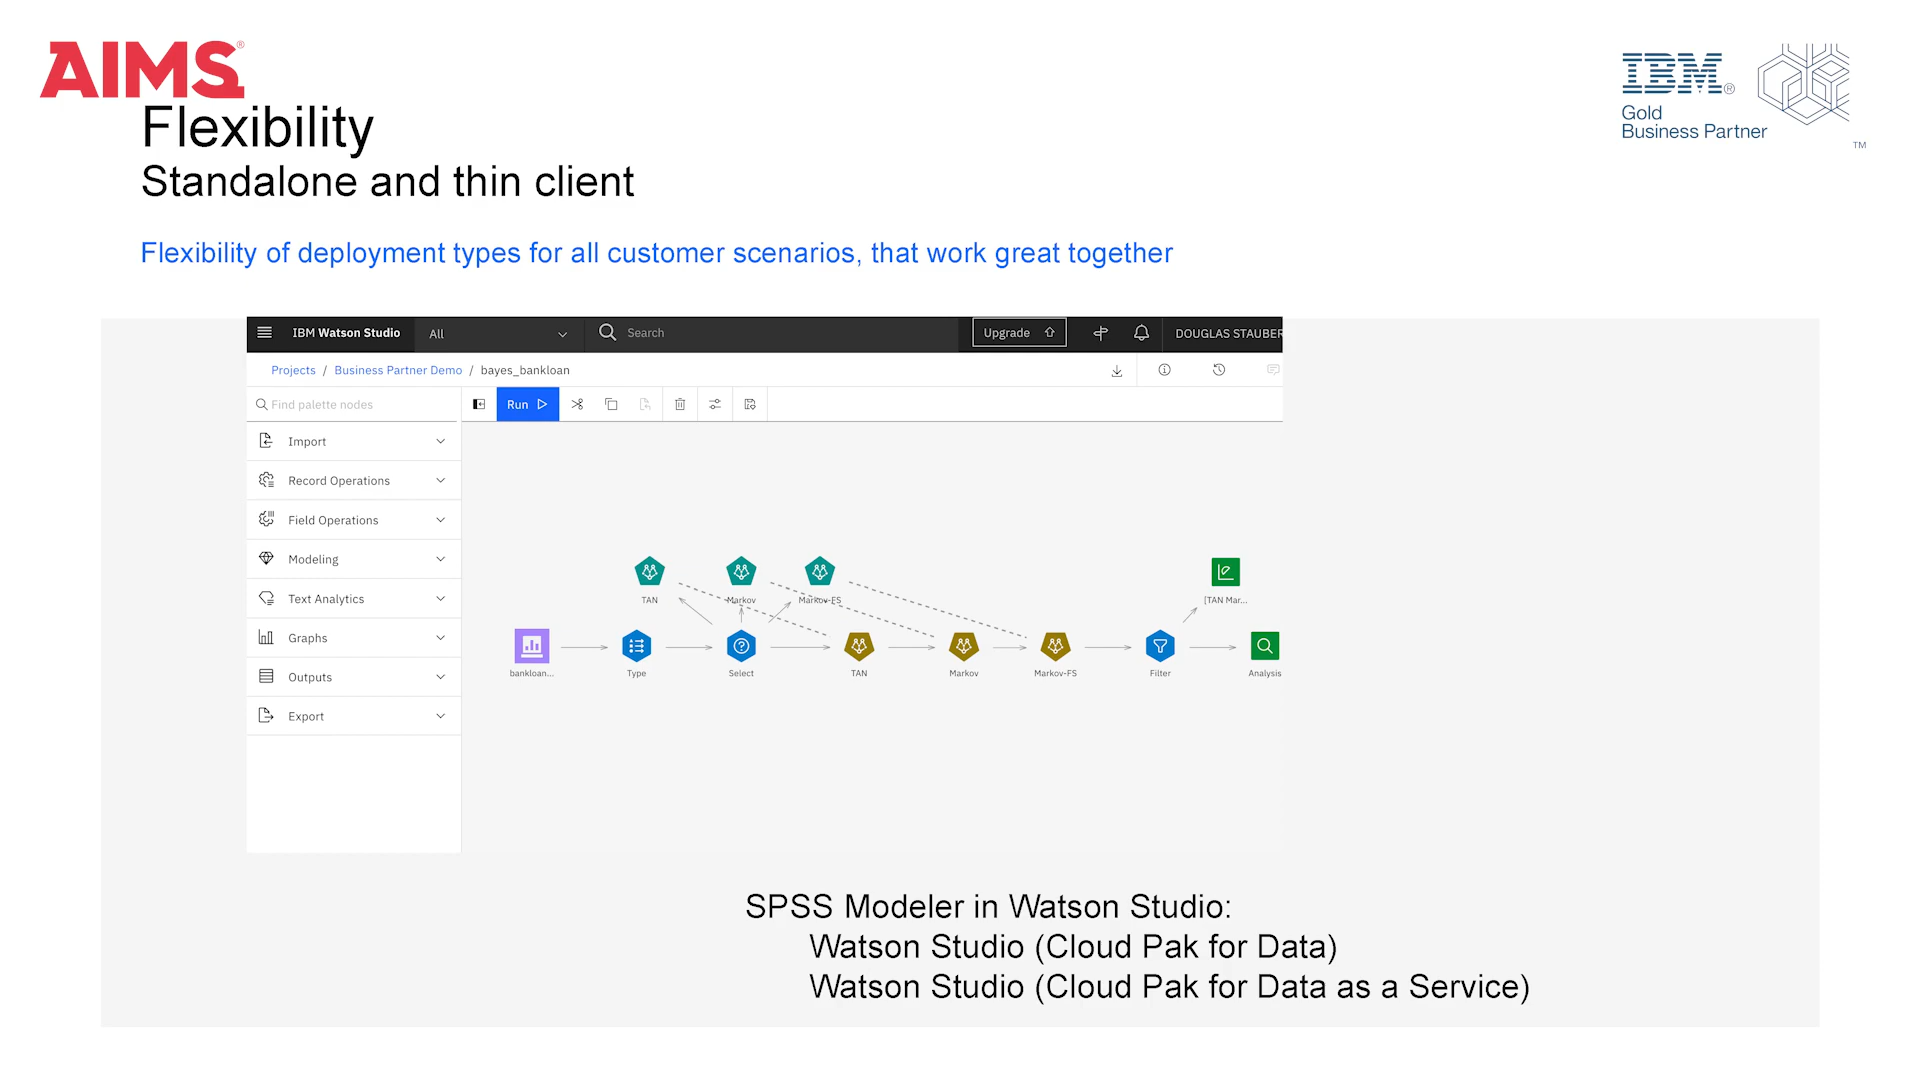 AIMS®
IBM®
Gold
Business Partner
TM
Flexibility
Standalone and thin client
Flexibility of deployment types for all customer scenarios, that work great together
IBM Watson Studio
All
Search
Upgrade
DOUGLAS STAUBER
Projects / Business Partner Demo / bayes_bankloan
Find palette nodes
Run
Import
Record Operations
Field Operations
Modeling
Text Analytics
Graphs
Outputs
Export
TAN
Markov
Markov-FS
[TAN Mar...
bankloan...
Type
Select
TAN
Markov
Markov-FS
Filter
Analysis
SPSS Modeler in Watson Studio:
Watson Studio (Cloud Pak for Data)
Watson Studio (Cloud Pak for Data as a Service)